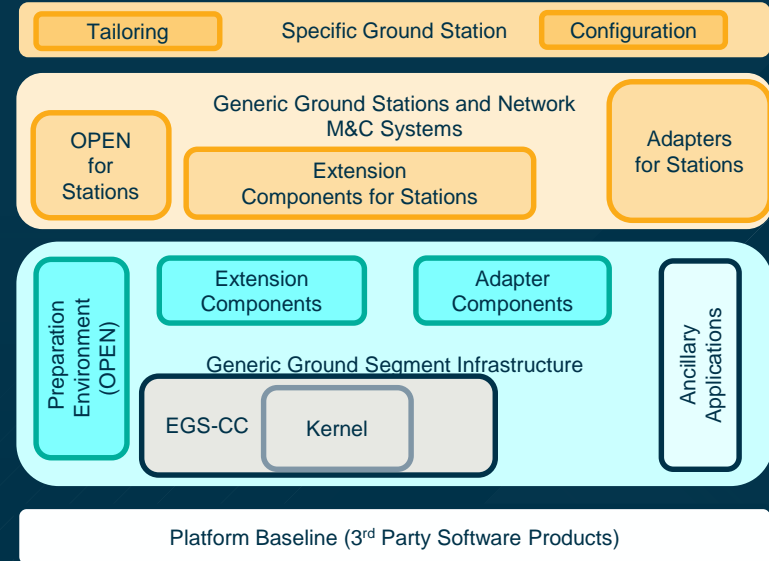 Tailoring
Specific Ground Station
Configuration
Generic Ground Stations and Network
M&C Systems
OPEN
for
Stations
Extension
Components for Stations
Adapters
for Stations
Preparation
Environment
(OPEN)
Extension
Components
Adapter
Components
Ancillary
Applications
Generic Ground Segment Infrastructure
EGS-CC
Kernel
Platform Baseline (3rd Party Software Products)